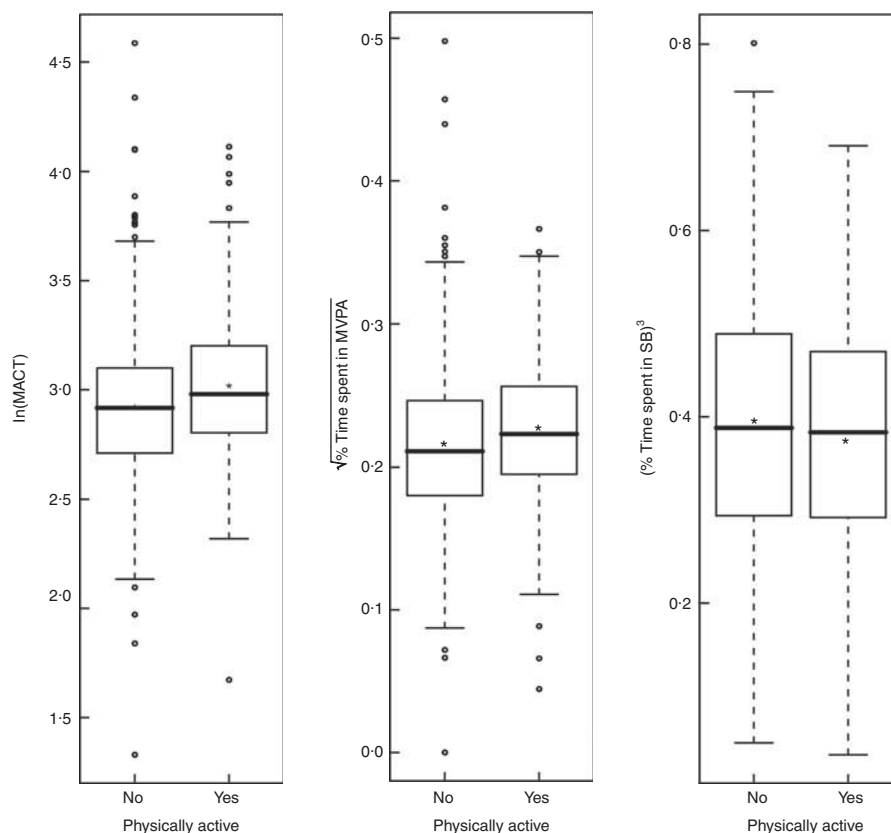 ln(MACT)
4·5
4·0
3·5
3·0
2·5
2·0
1·5
*
No
Yes
Physically active
√% Time spent in MVPA
0·5
0·4
0·3
0·2
0·1
0·0
*
*
No
Yes
Physically active
(% Time spent in SB)³
0·8
0·6
0·4
0·2
*
*
No
Yes
Physically active